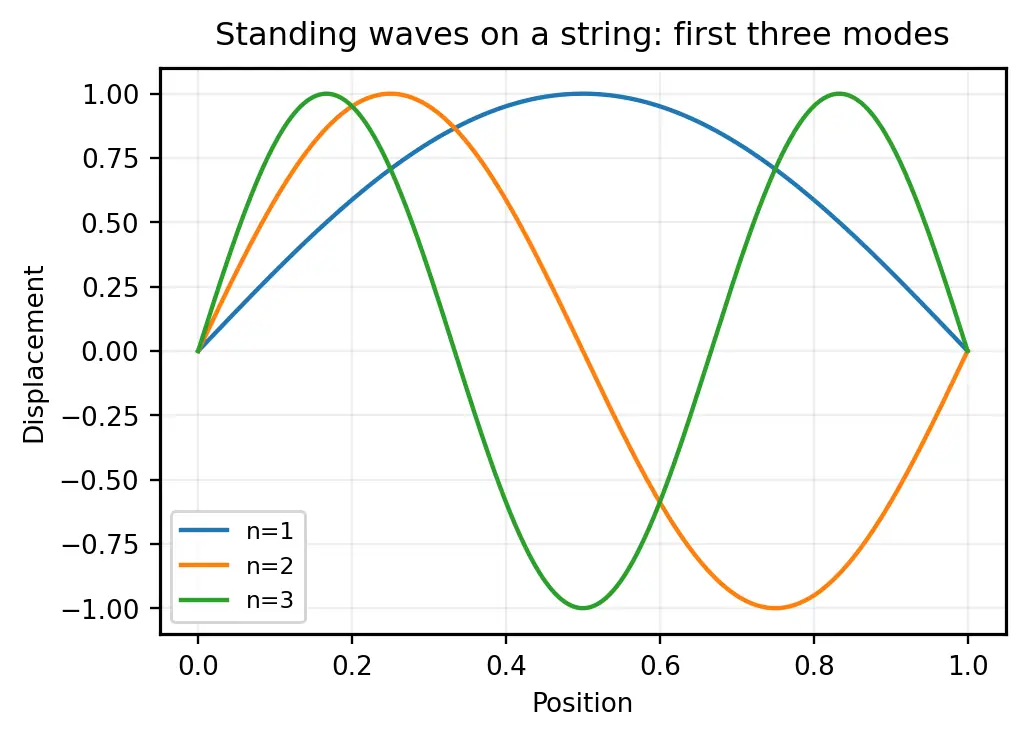 Standing waves on a string: first three modes
Displacement
1.00
0.75
0.50
0.25
0.00
−0.25
−0.50
−0.75
−1.00
n=1
n=2
n=3
0.0 0.2 0.4 0.6 0.8 1.0
Position